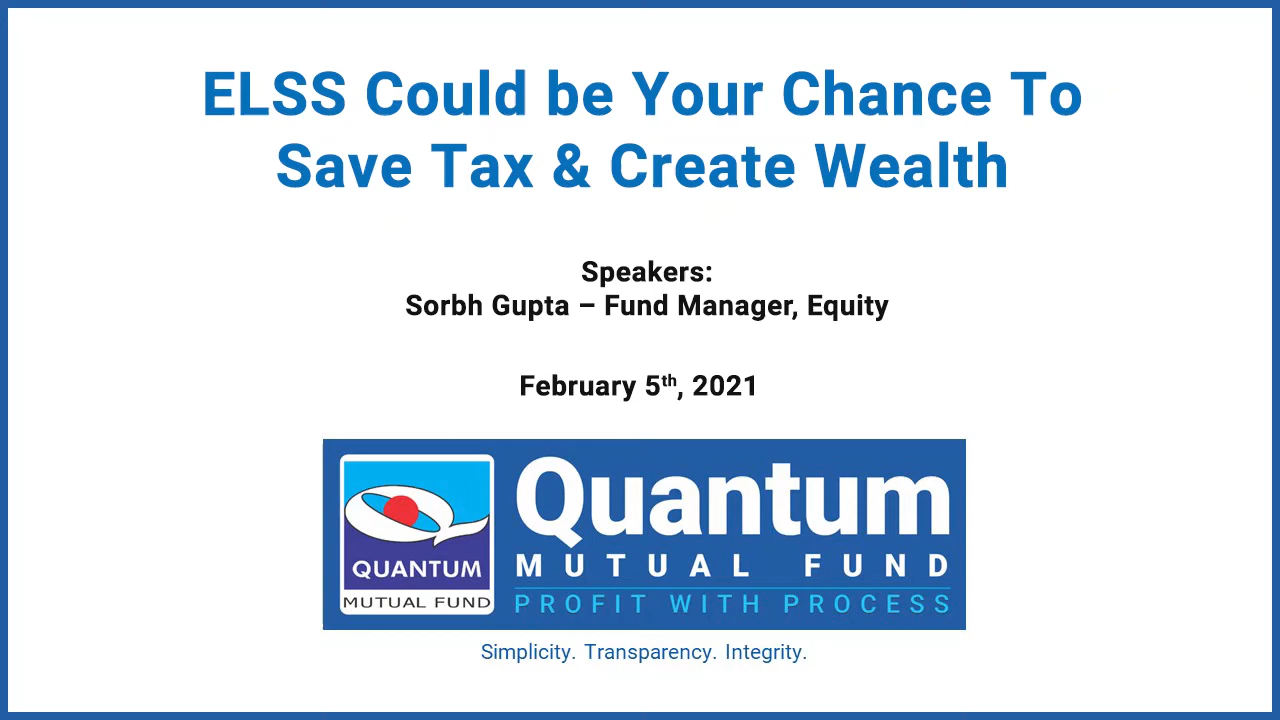 ELSS Could be Your Chance To
Save Tax & Create Wealth
Speakers:
Sorbh Gupta – Fund Manager, Equity
February 5th, 2021
QUANTUM
MUTUAL FUND
Quantum
MUTUAL FUND
PROFIT WITH PROCESS
Simplicity. Transparency. Integrity.